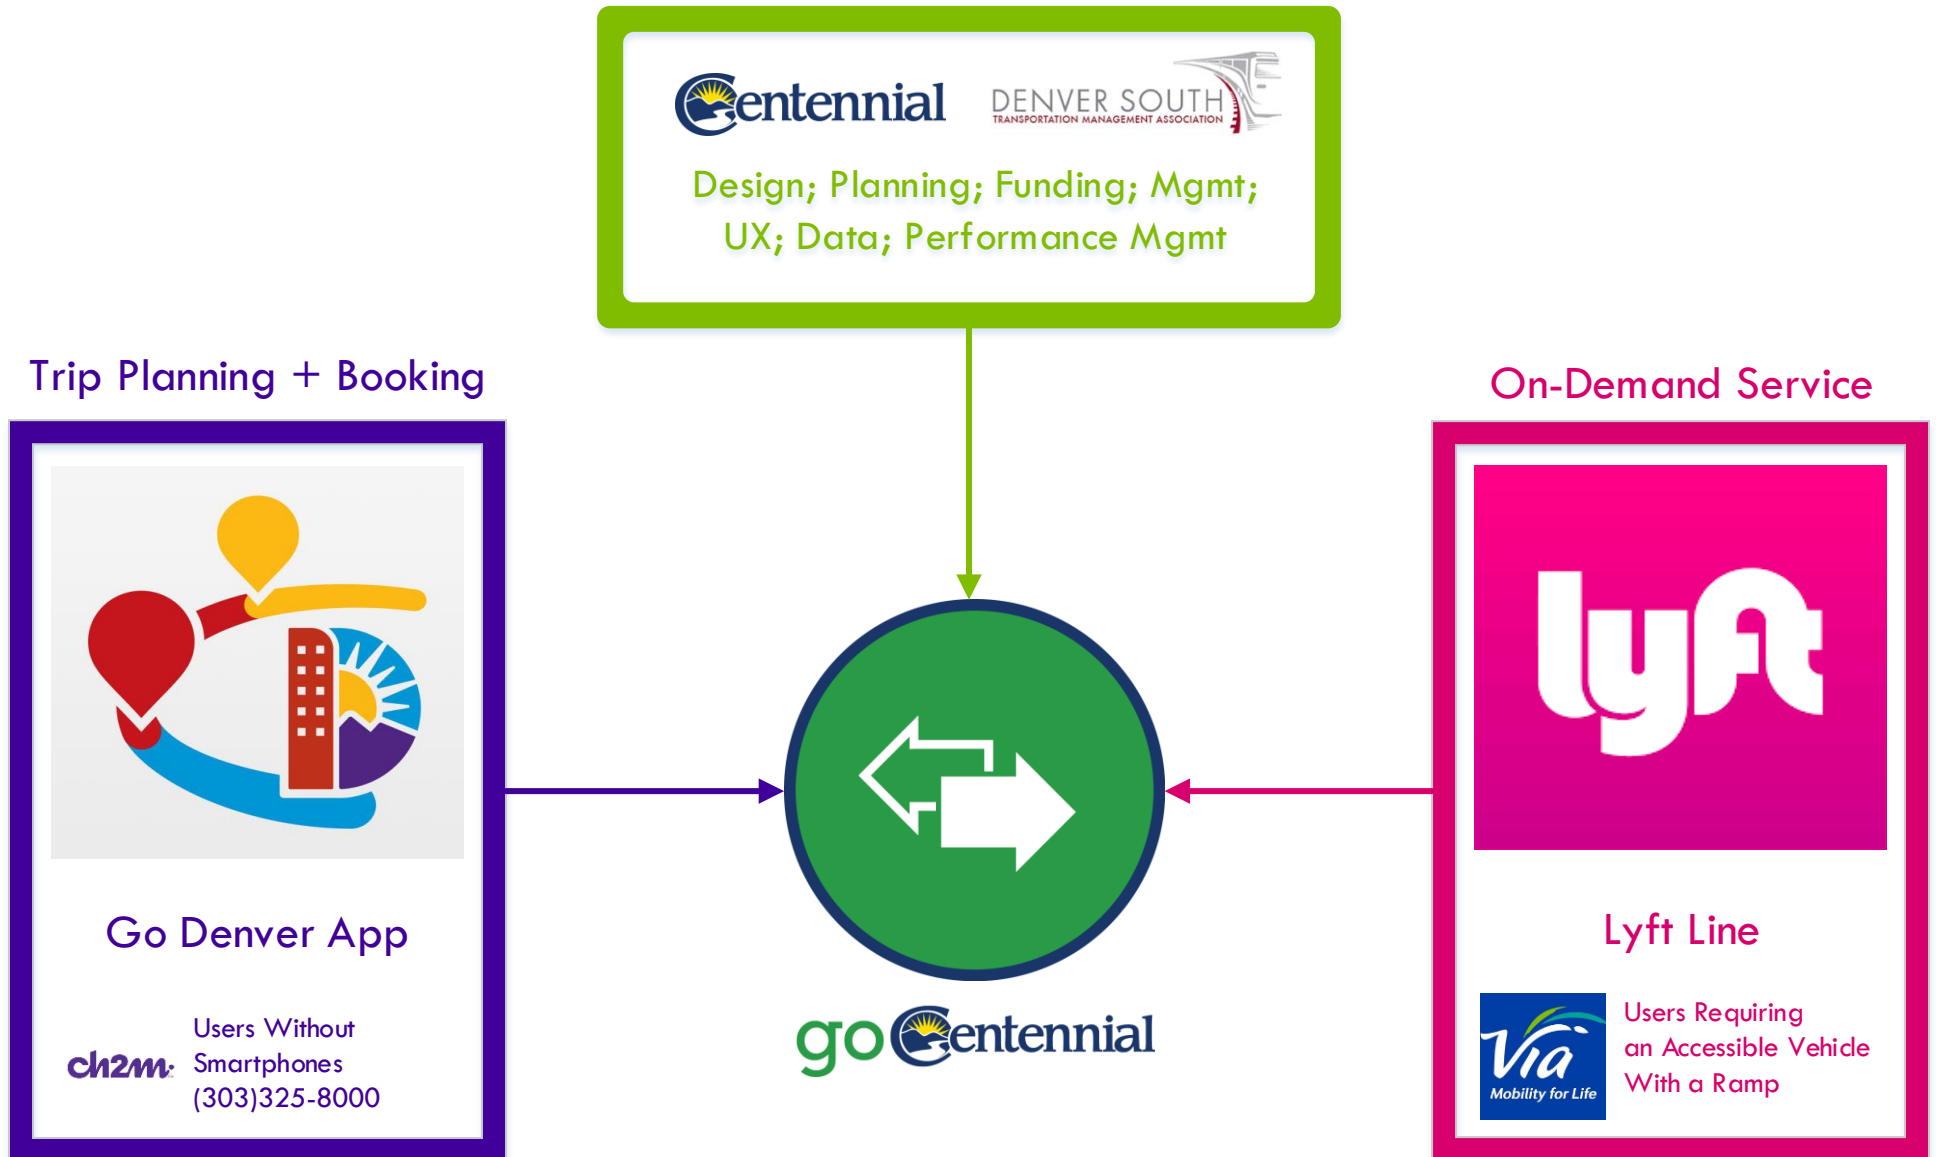 Centennial
DENVER SOUTH
TRANSPORTATION MANAGEMENT ASSOCIATION
Design; Planning; Funding; Mgmt;
UX; Data; Performance Mgmt
Trip Planning + Booking
On-Demand Service
lyft
Go Denver App
Lyft Line
ch2m
Users Without
Smartphones
(303)325-8000
go Centennial
Via
Mobility for Life
Users Requiring
an Accessible Vehicle
With a Ramp